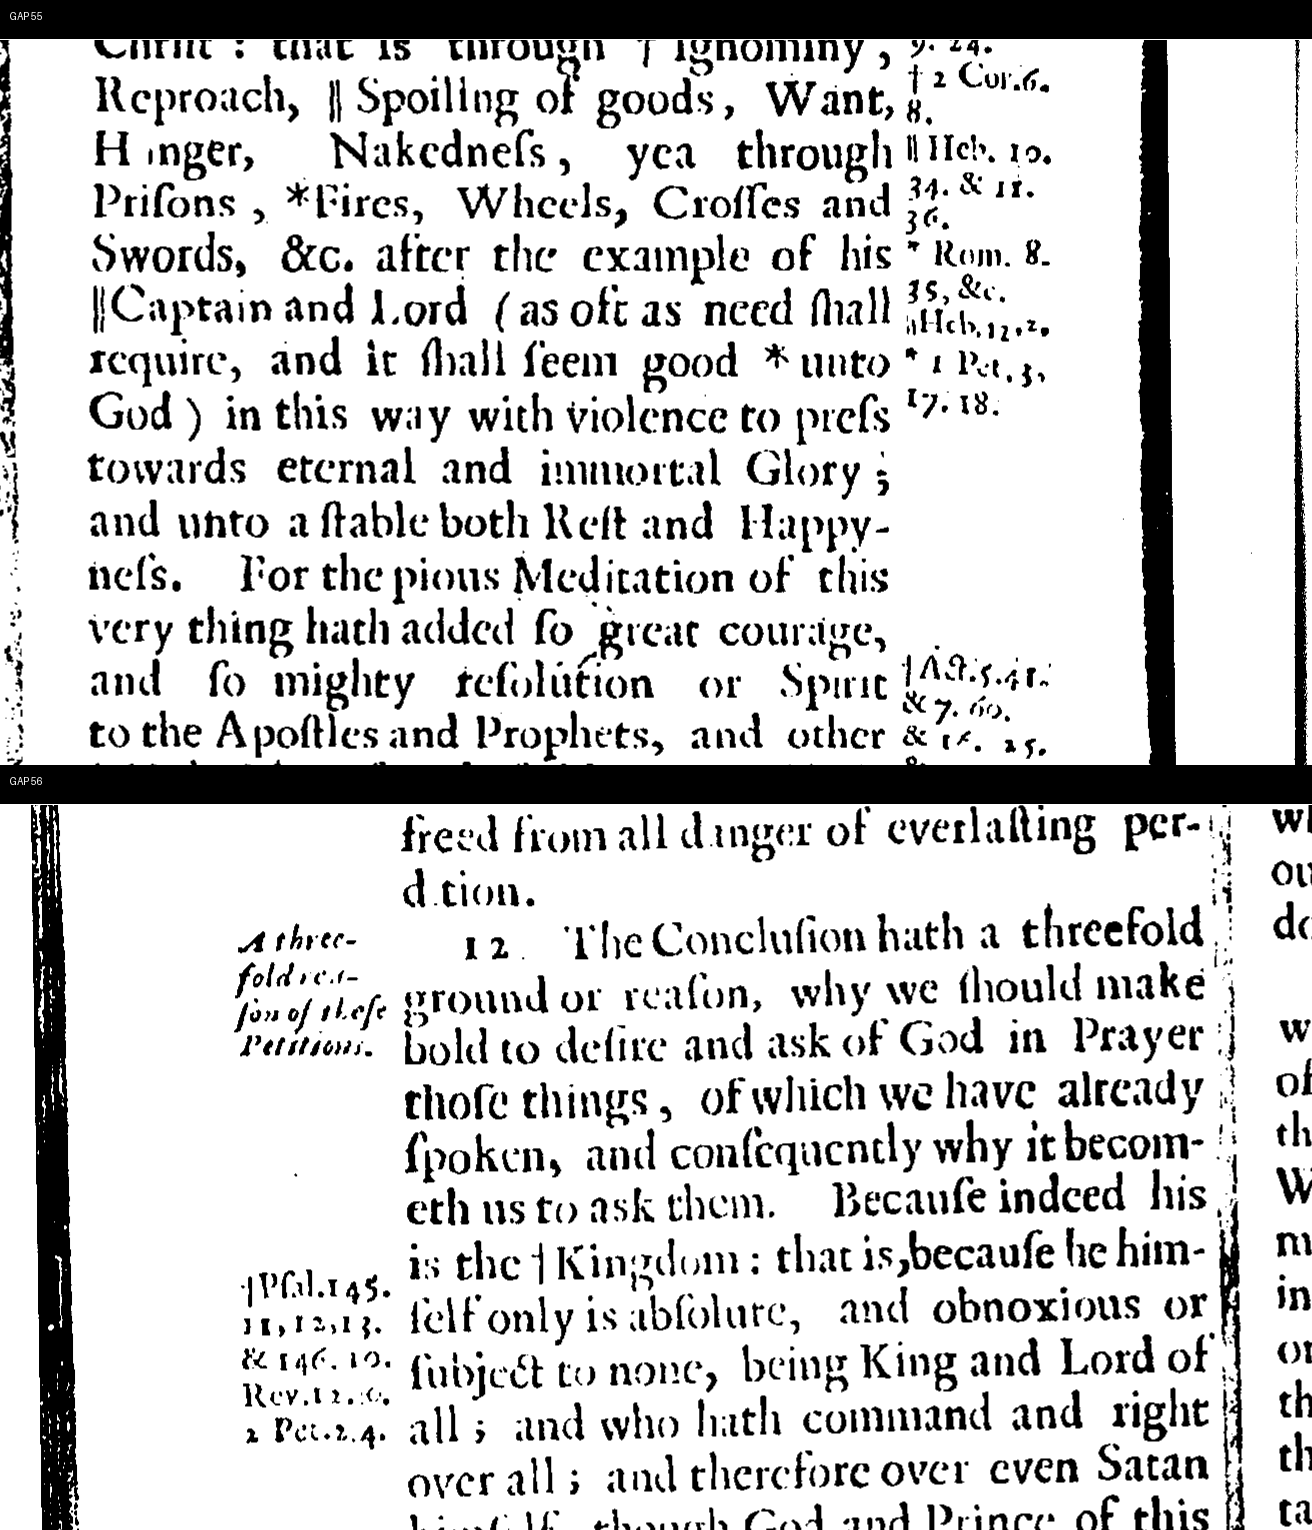 GAP55
Christ : that is through † Ignominy ,
Reproach, ‖ Spoiling of goods, Want,
Hunger, Nakedneſs, yea through
Priſons , *Fires, Wheels, Croſſes and
Swords, &c. after the example of his
‖Captain and Lord (as oft as need ſhall
require, and it ſhall ſeem good * unto
God ) in this way with violence to preſs
towards eternal and immortal Glory ;
and unto a ſtable both Reſt and Happy-
neſs. For the pious Meditation of this
very thing hath added ſo great courage,
and ſo mighty reſolution or Spirit
to the Apoſtles and Prophets, and other
9. 24.
† 2 Cor.6.
8.
‖ Heb. 10.
34. & 11.
36.
* Rom. 8.
35, &c.
‖Heb.12.2.
* 1 Pet. 3,
17. 18.
†Act.5.41.
& 7. 60.
& 16. 25.
GAP56
freed from all danger of everlaſting per-
dition.
12. The Concluſion hath a threefold
ground or reaſon, why we ſhould make
bold to deſire and ask of God in Prayer
thoſe things, of which we have already
ſpoken, and conſequently why it becom-
eth us to ask them. Becauſe indeed his
is the † Kingdom : that is, becauſe he him-
ſelf only is abſolute, and obnoxious or
ſubject to none, being King and Lord of
all ; and who hath command and right
over all ; and therefore over even Satan
himſelf, though God and Prince of this
A three-
fold rea-
ſon of theſe
Petitions.
†Pſal.145.
11,12,13.
& 146. 10.
Rev.12.
2 Pet.2.4.